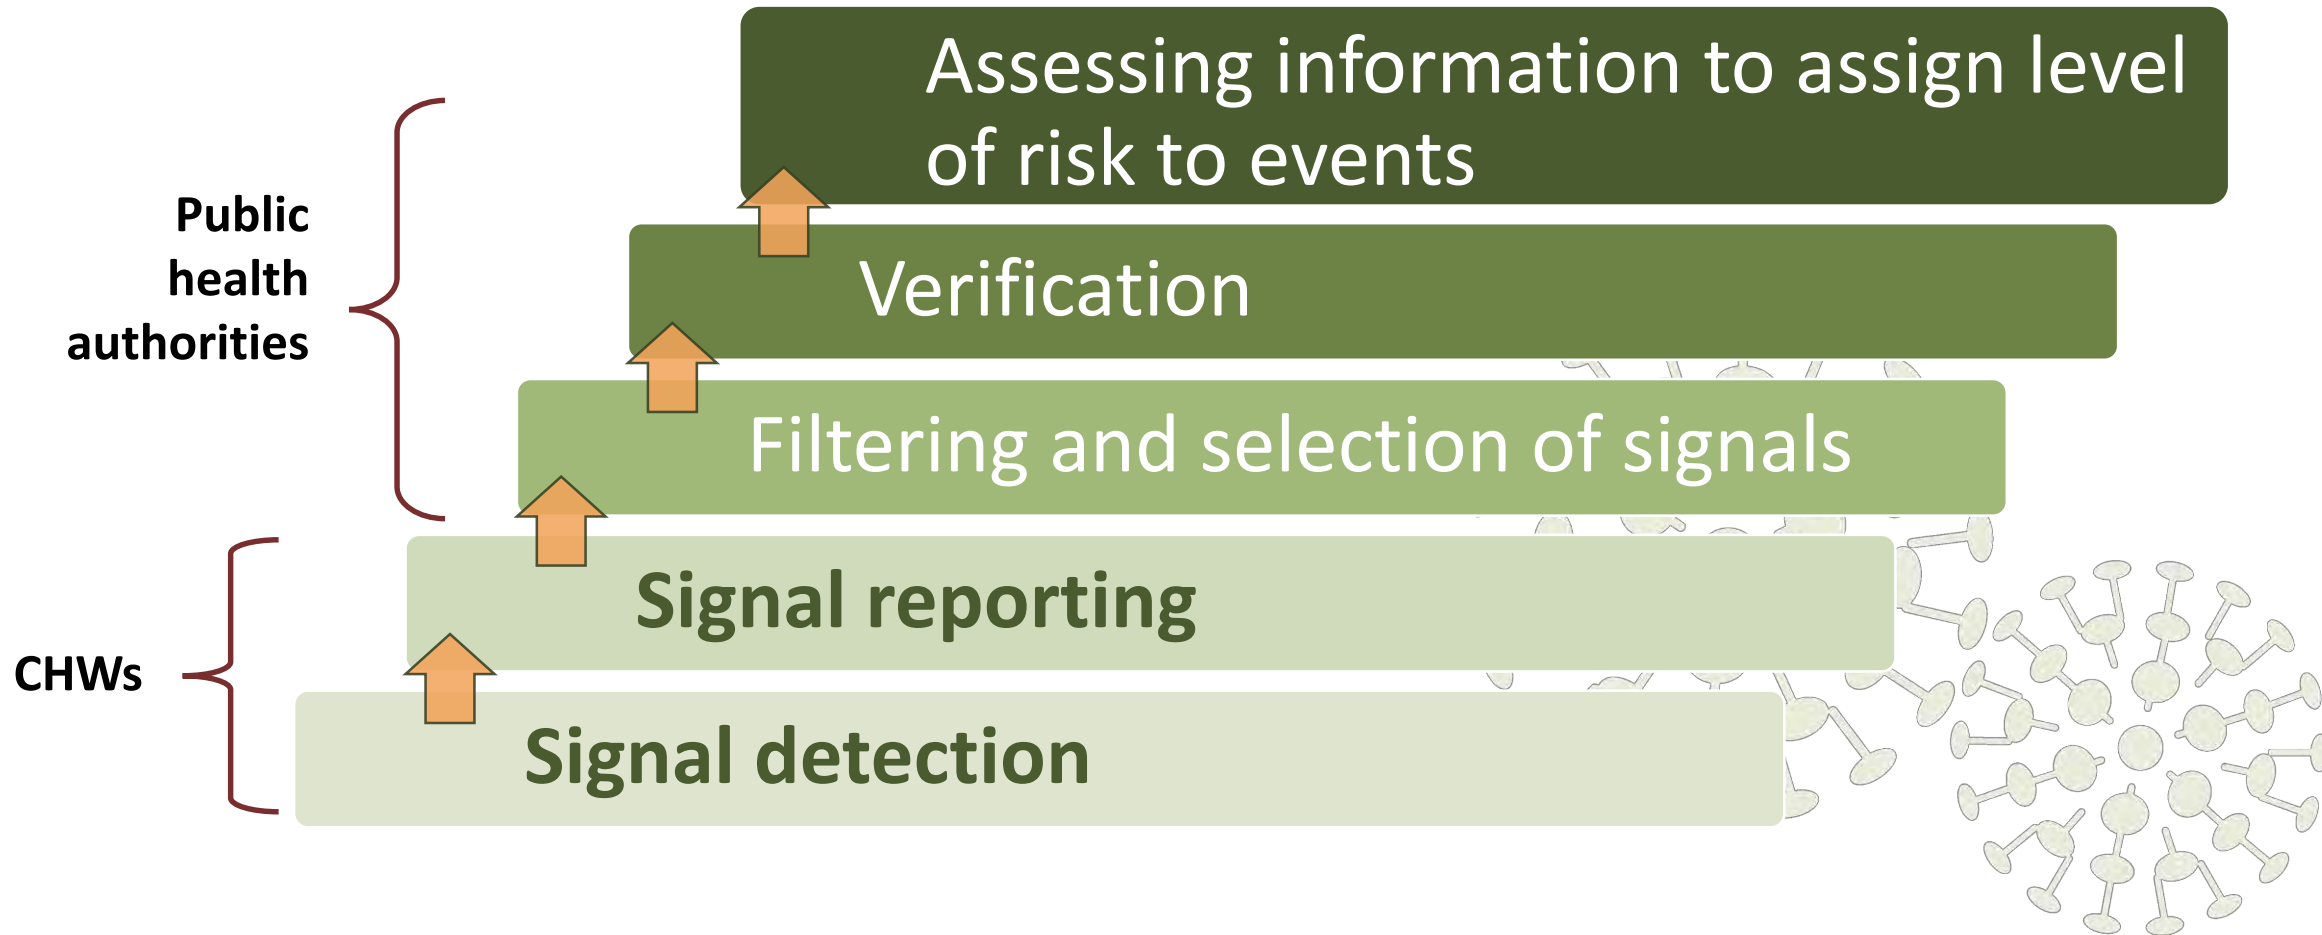 Assessing information to assign level
of risk to events
Public
health
authorities
Verification
Filtering and selection of signals
Signal reporting
CHWs
Signal detection